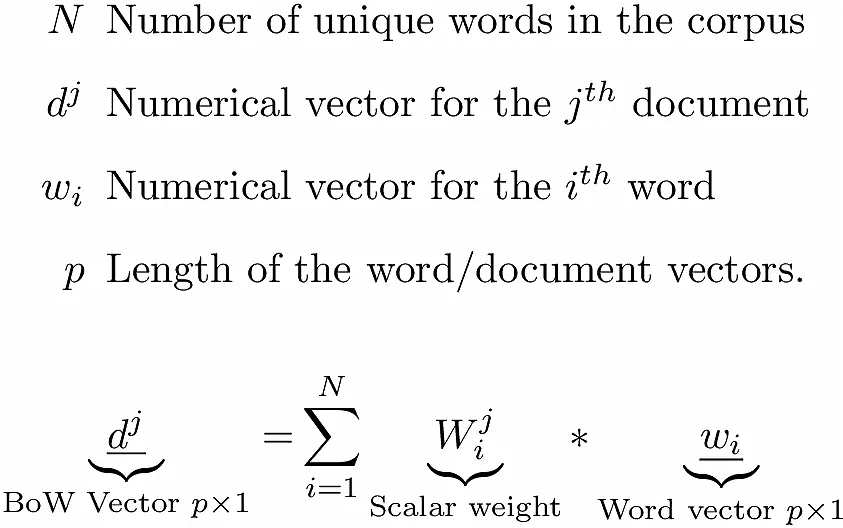 N Number of unique words in the corpus
d^j Numerical vector for the j^{th} document
w_i Numerical vector for the i^{th} word
p Length of the word/document vectors.
\underbrace{\underline{d^j}}_{\text{BoW Vector } p \times 1} = \sum_{i=1}^{N} \underbrace{W_i^j}_{\text{Scalar weight}} * \underbrace{\underline{w_i}}_{\text{Word vector } p \times 1}